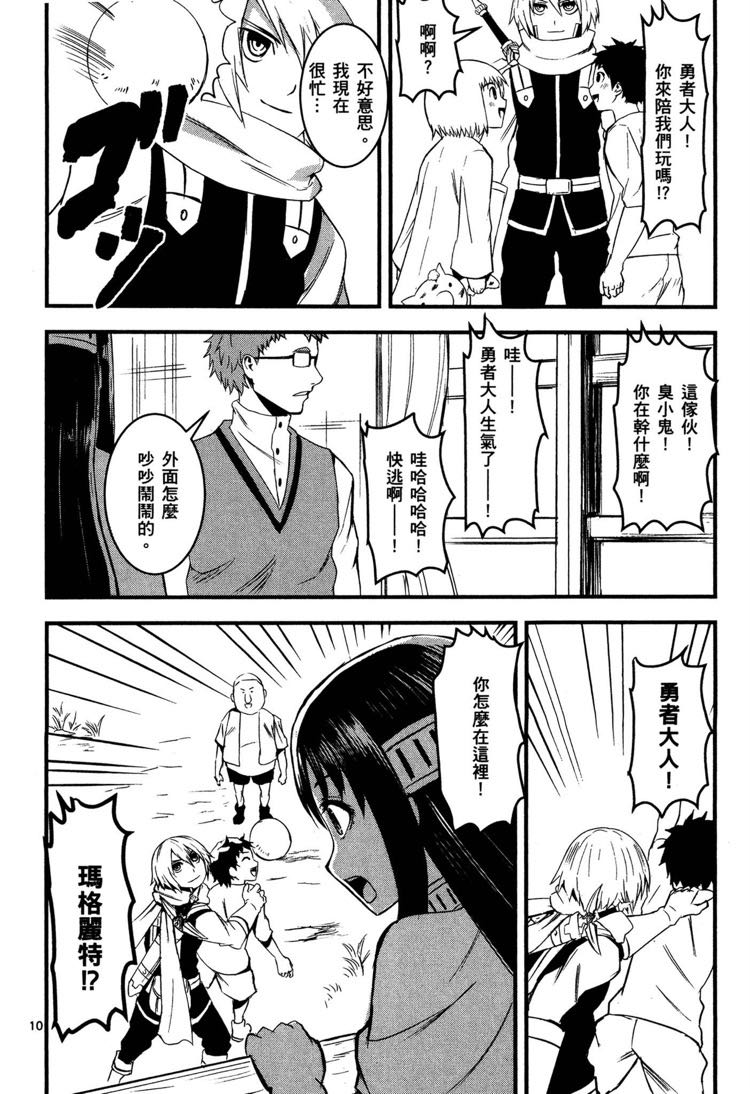 勇者大人！
你來陪我們玩嗎!?
啊啊？
不好意思。
我現在
很忙…
グッ
這傢伙！
臭小鬼！
你在幹什麼啊！
哇——！
勇者大人生氣了——！
哇哈哈哈哈！
快逃啊——！
外面怎麼
吵吵鬧鬧的。
勇者大人！
你怎麼在這裡！
瑪格麗特!?
10